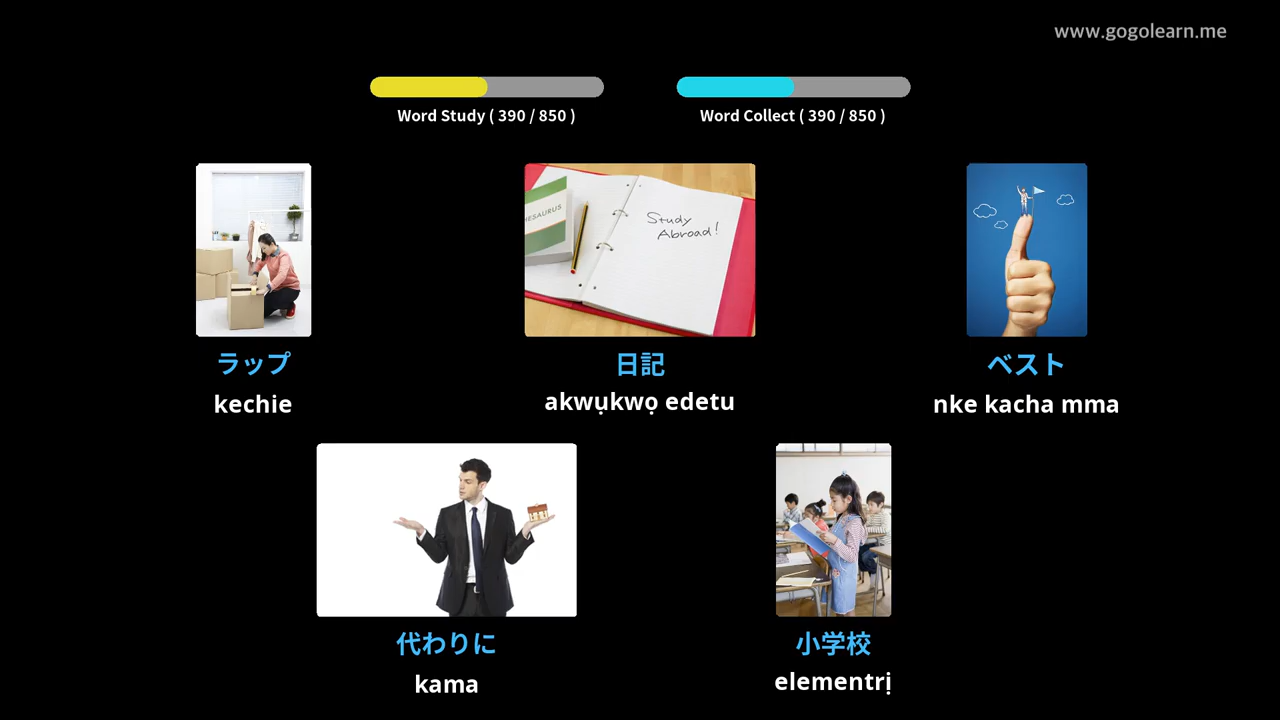 www.gogolearn.me
Word Study ( 390 / 850 )
Word Collect ( 390 / 850 )
HESAURUS
Study
Abroad!
ラップ
日記
ベスト
kechie
akwụkwọ edetu
nke kacha mma
代わりに
小学校
kama
elementrị